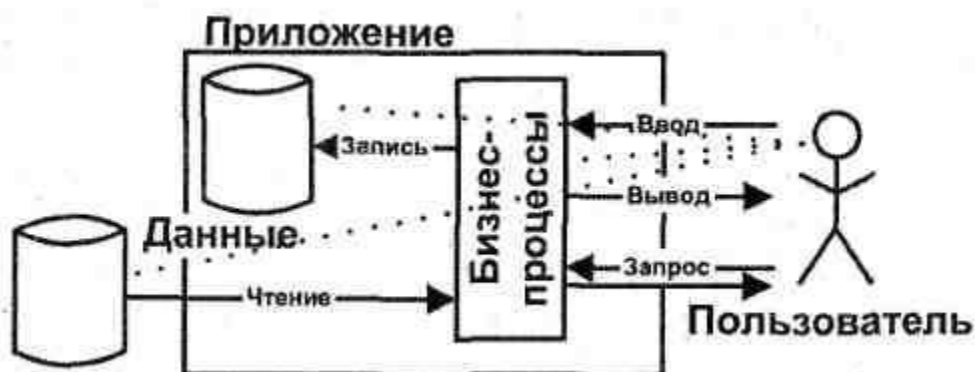 Приложение
Запись
Бизнес-
процессы
Ввод
Вывод
Данные
Чтение
Запрос
Пользователь